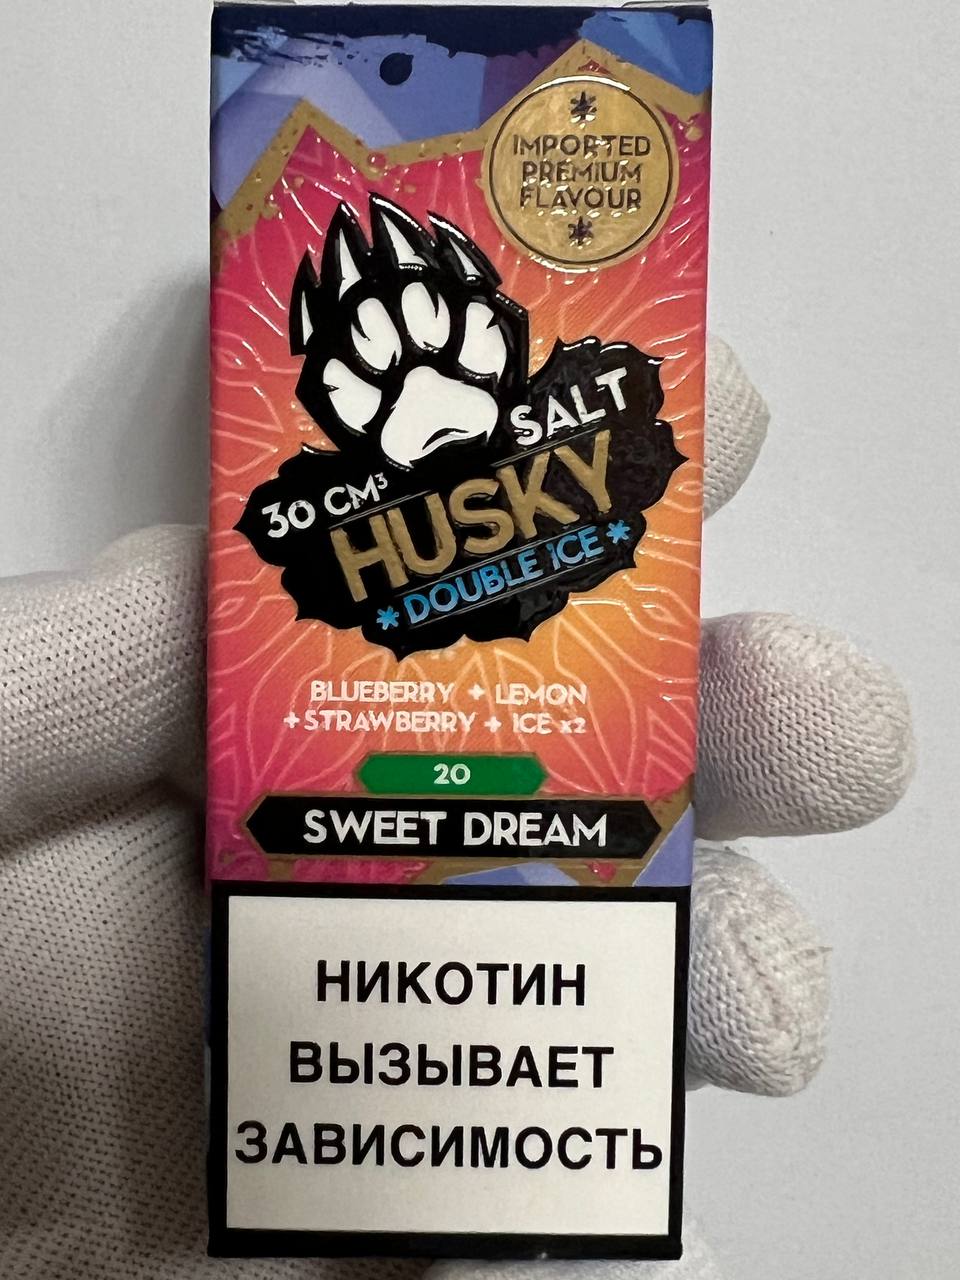 IMPORTED
PREMIUM
FLAVOUR
SALT
30 CM³
HUSKY
*DOUBLE ICE*
BLUEBERRY + LEMON
+ STRAWBERRY + ICE x2
20
SWEET DREAM
НИКОТИН
ВЫЗЫВАЕТ
ЗАВИСИМОСТЬ